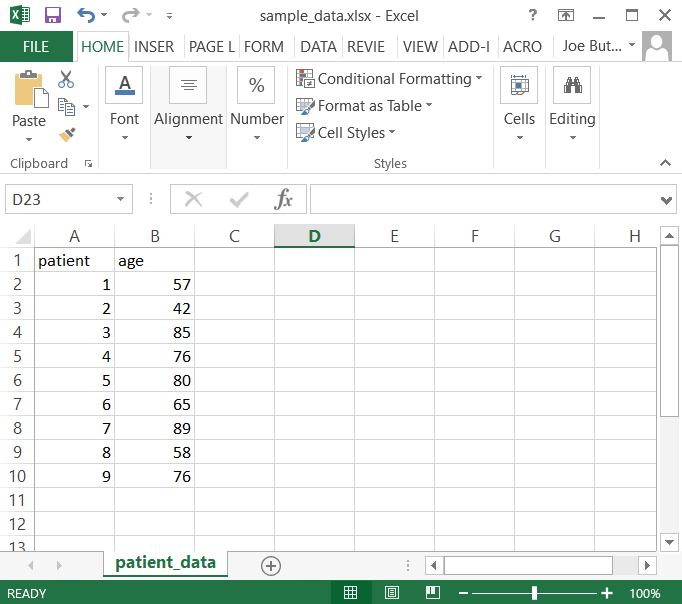 sample_data.xlsx - Excel
?
FILE HOME INSER PAGE L FORM DATA REVIE VIEW ADD-I ACRO Joe But...
Paste
Clipboard
A
Font
Alignment
%
Number
Conditional Formatting
Format as Table
Cell Styles
Styles
Cells
Editing
D23
fx
A B C D E F G H
1 patient age
2 1 57
3 2 42
4 3 85
5 4 76
6 5 80
7 6 65
8 7 89
9 8 58
10 9 76
11
12
13
patient_data
READY 100%